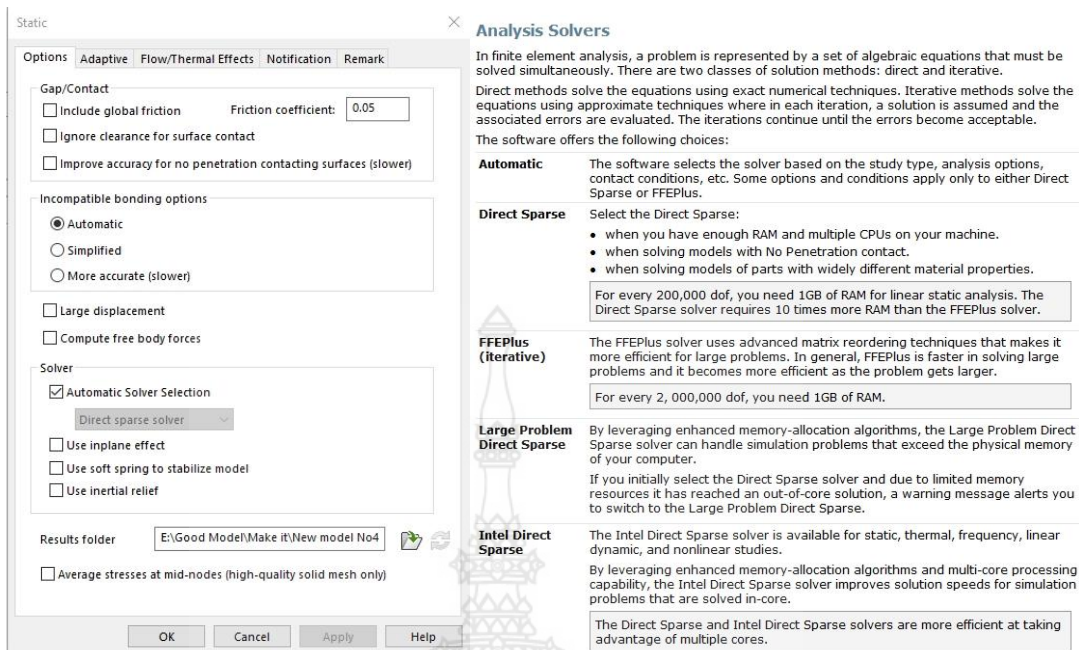 Static
Options Adaptive Flow/Thermal Effects Notification Remark
Gap/Contact
Include global friction Friction coefficient: 0.05
Ignore clearance for surface contact
Improve accuracy for no penetration contacting surfaces (slower)
Incompatible bonding options
Automatic
Simplified
More accurate (slower)
Large displacement
Compute free body forces
Solver
Automatic Solver Selection
Direct sparse solver
Use inplane effect
Use soft spring to stabilize model
Use inertial relief
Results folder E:\Good Model\Make it\New model No4
Average stresses at mid-nodes (high-quality solid mesh only)
OK Cancel Apply Help
Analysis Solvers
In finite element analysis, a problem is represented by a set of algebraic equations that must be
solved simultaneously. There are two classes of solution methods: direct and iterative.
Direct methods solve the equations using exact numerical techniques. Iterative methods solve the
equations using approximate techniques where in each iteration, a solution is assumed and the
associated errors are evaluated. The iterations continue until the errors become acceptable.
The software offers the following choices:
Automatic The software selects the solver based on the study type, analysis options,
contact conditions, etc. Some options and conditions apply only to either Direct
Sparse or FFEPlus.
Direct Sparse Select the Direct Sparse:
• when you have enough RAM and multiple CPUs on your machine.
• when solving models with No Penetration contact.
• when solving models of parts with widely different material properties.
For every 200,000 dof, you need 1GB of RAM for linear static analysis. The
Direct Sparse solver requires 10 times more RAM than the FFEPlus solver.
FFEPlus The FFEPlus solver uses advanced matrix reordering techniques that makes it
(iterative) more efficient for large problems. In general, FFEPlus is faster in solving large
problems and it becomes more efficient as the problem gets larger.
For every 2, 000,000 dof, you need 1GB of RAM.
Large Problem By leveraging enhanced memory-allocation algorithms, the Large Problem Direct
Direct Sparse Sparse solver can handle simulation problems that exceed the physical memory
of your computer.
If you initially select the Direct Sparse solver and due to limited memory
resources it has reached an out-of-core solution, a warning message alerts you
to switch to the Large Problem Direct Sparse.
Intel Direct The Intel Direct Sparse solver is available for static, thermal, frequency, linear
Sparse dynamic, and nonlinear studies.
By leveraging enhanced memory-allocation algorithms and multi-core processing
capability, the Intel Direct Sparse solver improves solution speeds for simulation
problems that are solved in-core.
The Direct Sparse and Intel Direct Sparse solvers are more efficient at taking
advantage of multiple cores.